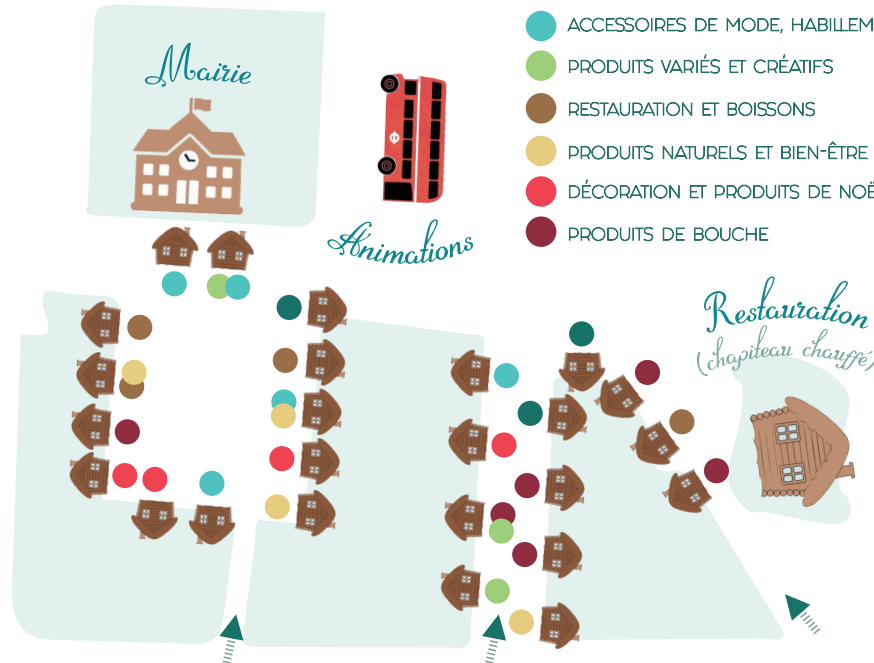 Mairie
Animations
ACCESSOIRES DE MODE, HABILLEM
PRODUITS VARIÉS ET CRÉATIFS
RESTAURATION ET BOISSONS
PRODUITS NATURELS ET BIEN-ÊTRE
DÉCORATION ET PRODUITS DE NOË
PRODUITS DE BOUCHE
Restauration
(chapiteau chauffé)